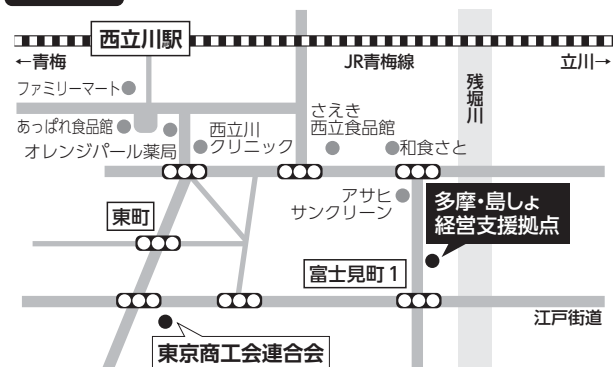 西立川駅
←青梅
JR青梅線
立川→
ファミリーマート
残堀川
あっぱれ食品館
オレンジパール薬局
西立川
クリニック
さえき
西立食品館
和食さと
アサヒ
サンクリーン
多摩・島しょ
経営支援拠点
東町
富士見町1
江戸街道
東京商工会連合会